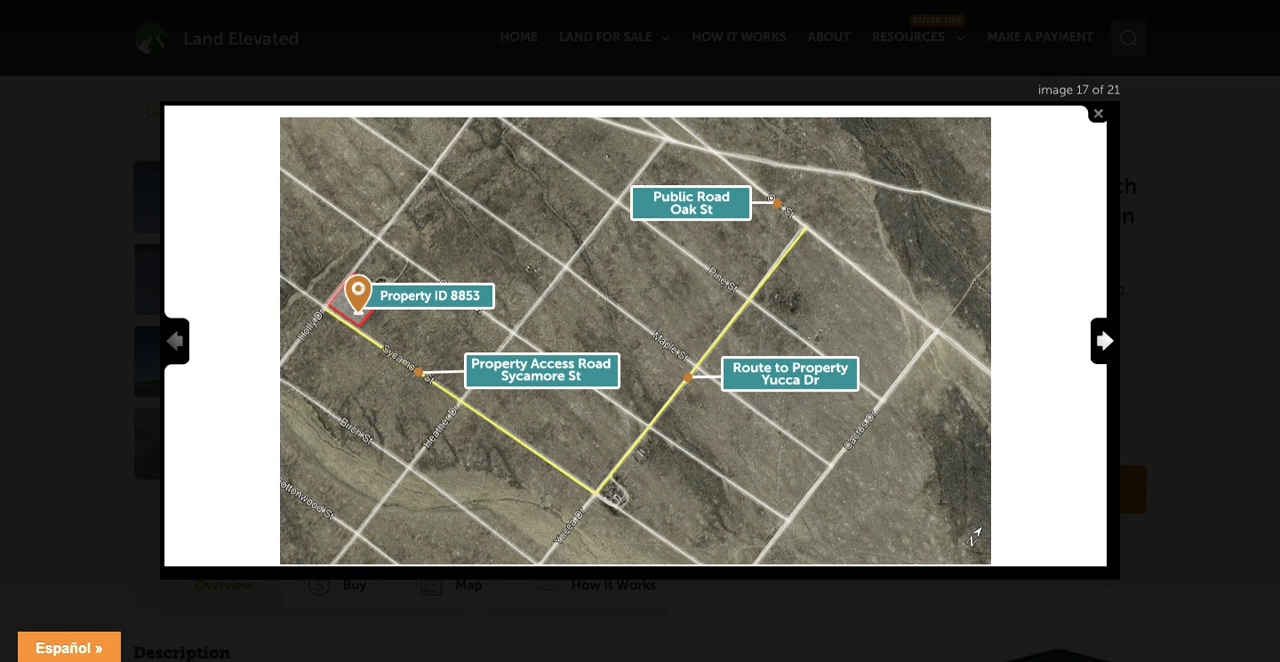 Land Elevated
HOME
LAND FOR SALE
HOW IT WORKS
ABOUT
BUYER TIPS
RESOURCES
MAKE A PAYMENT
image 17 of 21
Public Road
Oak St
Pine St
Property ID 8853
Holly Dr
Maple St
Sycamore St
Property Access Road
Sycamore St
Route to Property
Yucca Dr
Birch St
Heather Dr
Cactus Dr
Cottonwood St
Yucca Dr
N
Overview
Buy
Map
How It Works
Español »
Description